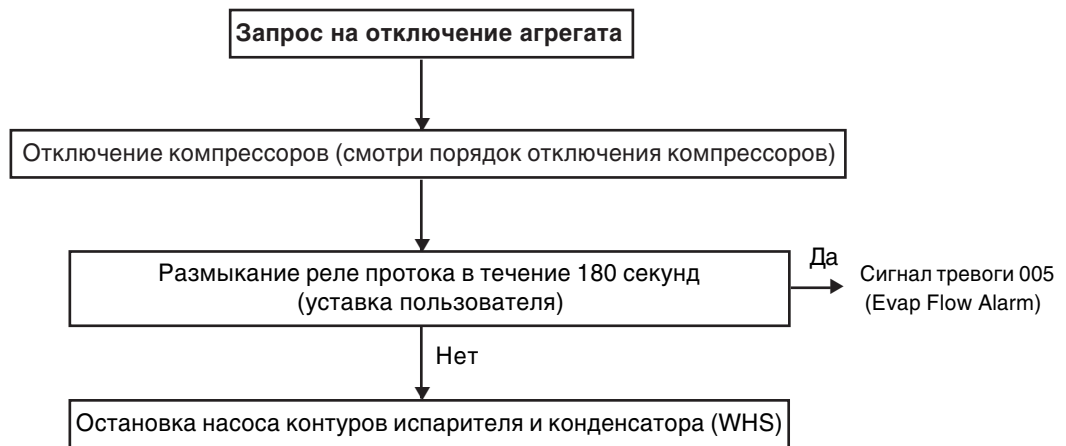 Запрос на отключение агрегата
Отключение компрессоров (смотри порядок отключения компрессоров)
Размыкание реле протока в течение 180 секунд
(уставка пользователя)
Да
Сигнал тревоги 005
(Evap Flow Alarm)
Нет
Остановка насоса контуров испарителя и конденсатора (WHS)